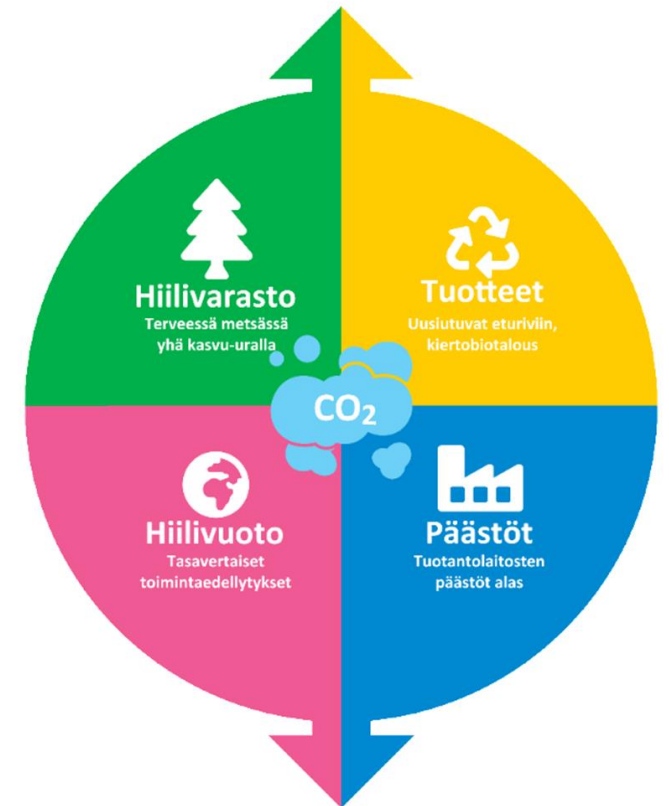 Hiilivarasto
Terveessä metsässä
yhä kasvu-uralla
Tuotteet
Uusiutuvat eturiviin,
kiertobiotalous
CO₂
Hiilivuoto
Tasavertaiset
toimintaedellytykset
Päästöt
Tuotantolaitosten
päästöt alas